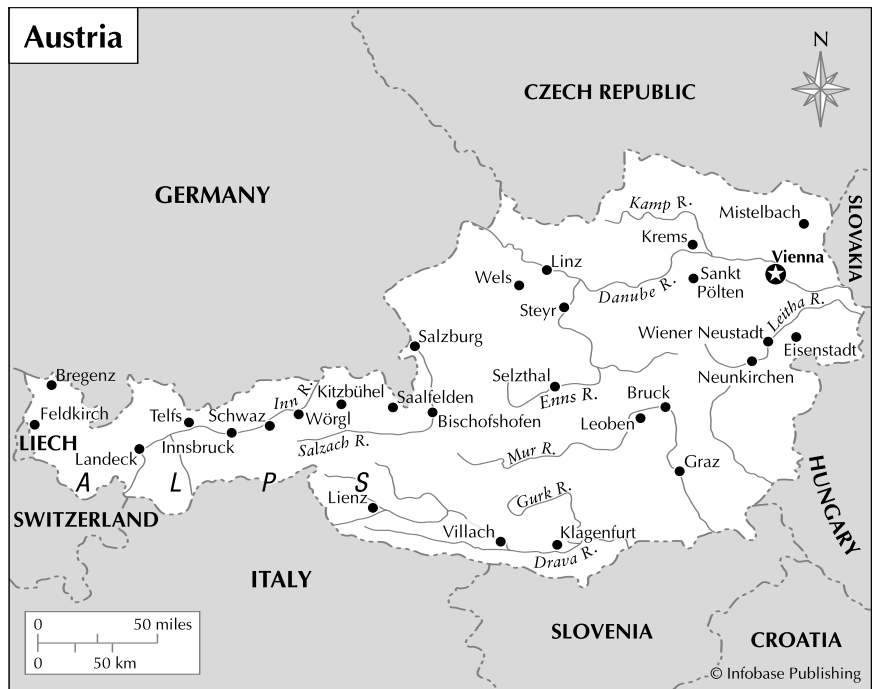 Austria
N
CZECH REPUBLIC
GERMANY
SLOVAKIA
Kamp R.
Mistelbach
Krems
Vienna
Linz
Wels
Sankt
Pölten
Danube R.
Steyr
Leitha R.
Wiener Neustadt
Eisenstadt
Salzburg
Neunkirchen
Bregenz
Selzthal
Enns R.
Inn R.
Kitzbühel
Saalfelden
Bruck
Feldkirch
Telfs
Schwaz
Wörgl
Bischofshofen
Leoben
LIECH
Innsbruck
Salzach R.
Landeck
Mur R.
Graz
A L P S
Lienz
Gurk R.
HUNGARY
SWITZERLAND
Villach
Klagenfurt
Drava R.
ITALY
SLOVENIA
CROATIA
0 50 miles
0 50 km
© Infobase Publishing